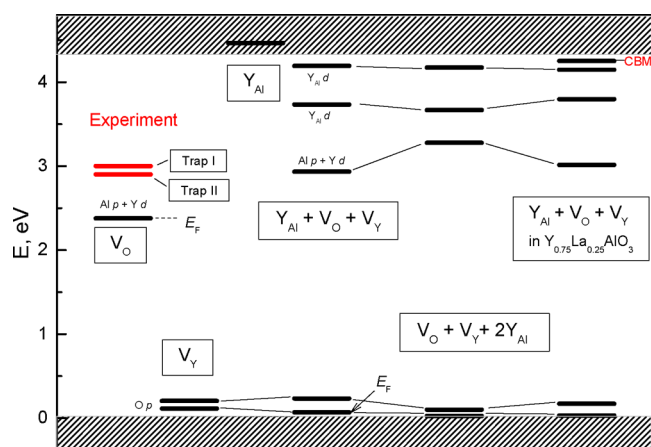 4
3
2
1
0
E, eV
Y_Al
Y_Al d
Y_Al d
CBM
Experiment
Trap I
Trap II
Al p + Y d
Al p + Y d
E_F
V_O
Y_Al + V_O + V_Y
Y_Al + V_O + V_Y
in Y_0.75La_0.25AlO_3
V_O + V_Y + 2Y_Al
V_Y
E_F
O p